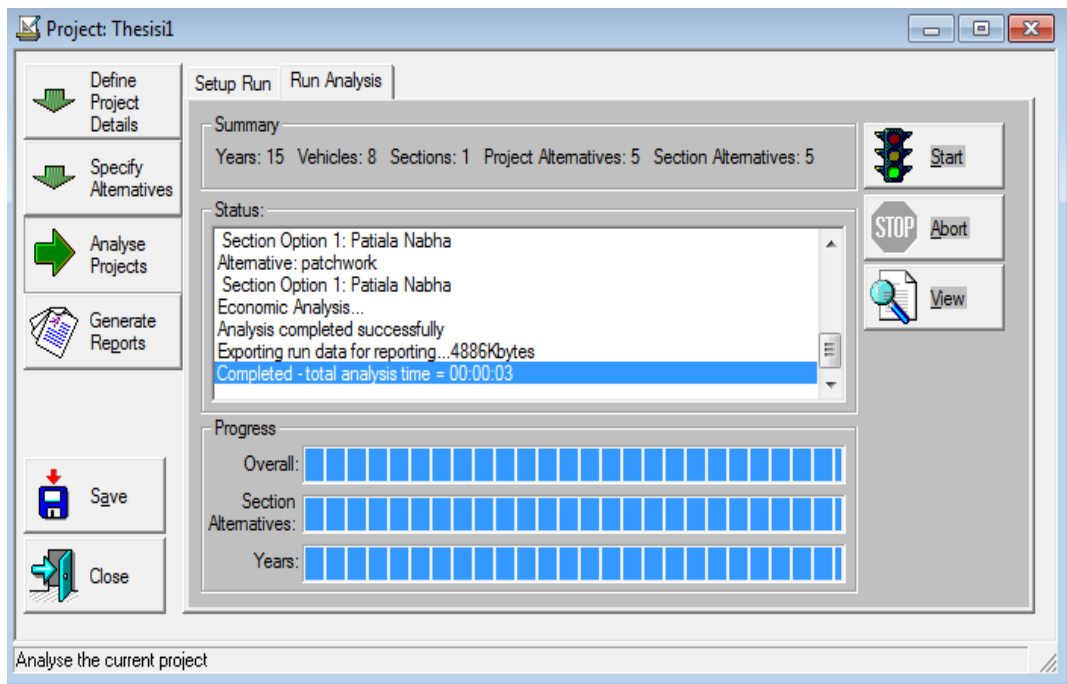 Project: Thesisi1
Define
Project
Details
Specify
Alternatives
Analyse
Projects
Generate
Reports
Save
Close
Setup Run
Run Analysis
Summary
Years: 15 Vehicles: 8 Sections: 1 Project Alternatives: 5 Section Alternatives: 5
Status:
Section Option 1: Patiala Nabha
Alternative: patchwork
Section Option 1: Patiala Nabha
Economic Analysis...
Analysis completed successfully
Exporting run data for reporting...4886Kbytes
Completed - total analysis time = 00:00:03
Progress
Overall:
Section
Alternatives:
Years:
Start
STOP
Abort
View
Analyse the current project